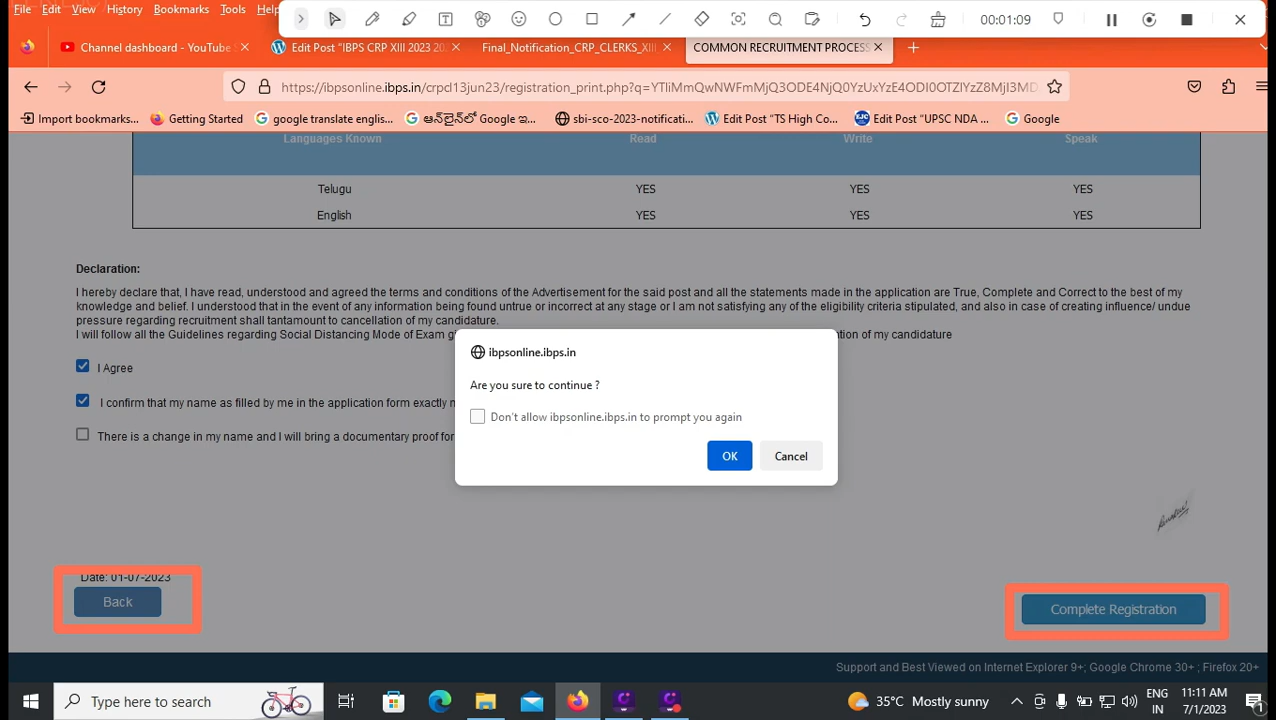 File Edit View History Bookmarks Tools Help
00:01:09
Channel dashboard - YouTube S
Edit Post "IBPS CRP XIII 2023 20
Final_Notification_CRP_CLERKS_XIII
COMMON RECRUITMENT PROCESS
https://ibpsonline.ibps.in/crpcl13jun23/registration_print.php?q=
Import bookmarks...
Getting Started
google translate englis...
ఆన్‌లైన్‌లో Google ఇ...
sbi-sco-2023-notificati...
Edit Post "TS High Co...
Edit Post "UPSC NDA ...
Google
Languages Known Read Write Speak
Telugu YES YES YES
English YES YES YES
Declaration:
I hereby declare that, I have read, understood and agreed the terms and conditions of the Advertisement for the said post and all the statements made in the application are True, Complete and Correct to the best of my
knowledge and belief. I understood that in the event of any information being found untrue or incorrect at any stage or I am not satisfying any of the eligibility criteria stipulated, and also in case of creating influence/ undue
pressure regarding recruitment shall tantamount to cancellation of my candidature.
I will follow all the Guidelines regarding Social Distancing Mode of Exam of my candidature
I Agree
I confirm that my name as filled by me in the application form exactly
There is a change in my name and I will bring a documentary proof for
ibpsonline.ibps.in
Are you sure to continue ?
Don't allow ibpsonline.ibps.in to prompt you again
OK Cancel
Date: 01-07-2023
Back
Complete Registration
Support and Best Viewed on Internet Explorer 9+; Google Chrome 30+ ; Firefox 20+
Type here to search
35°C Mostly sunny
ENG
IN
11:11 AM
7/1/2023
1